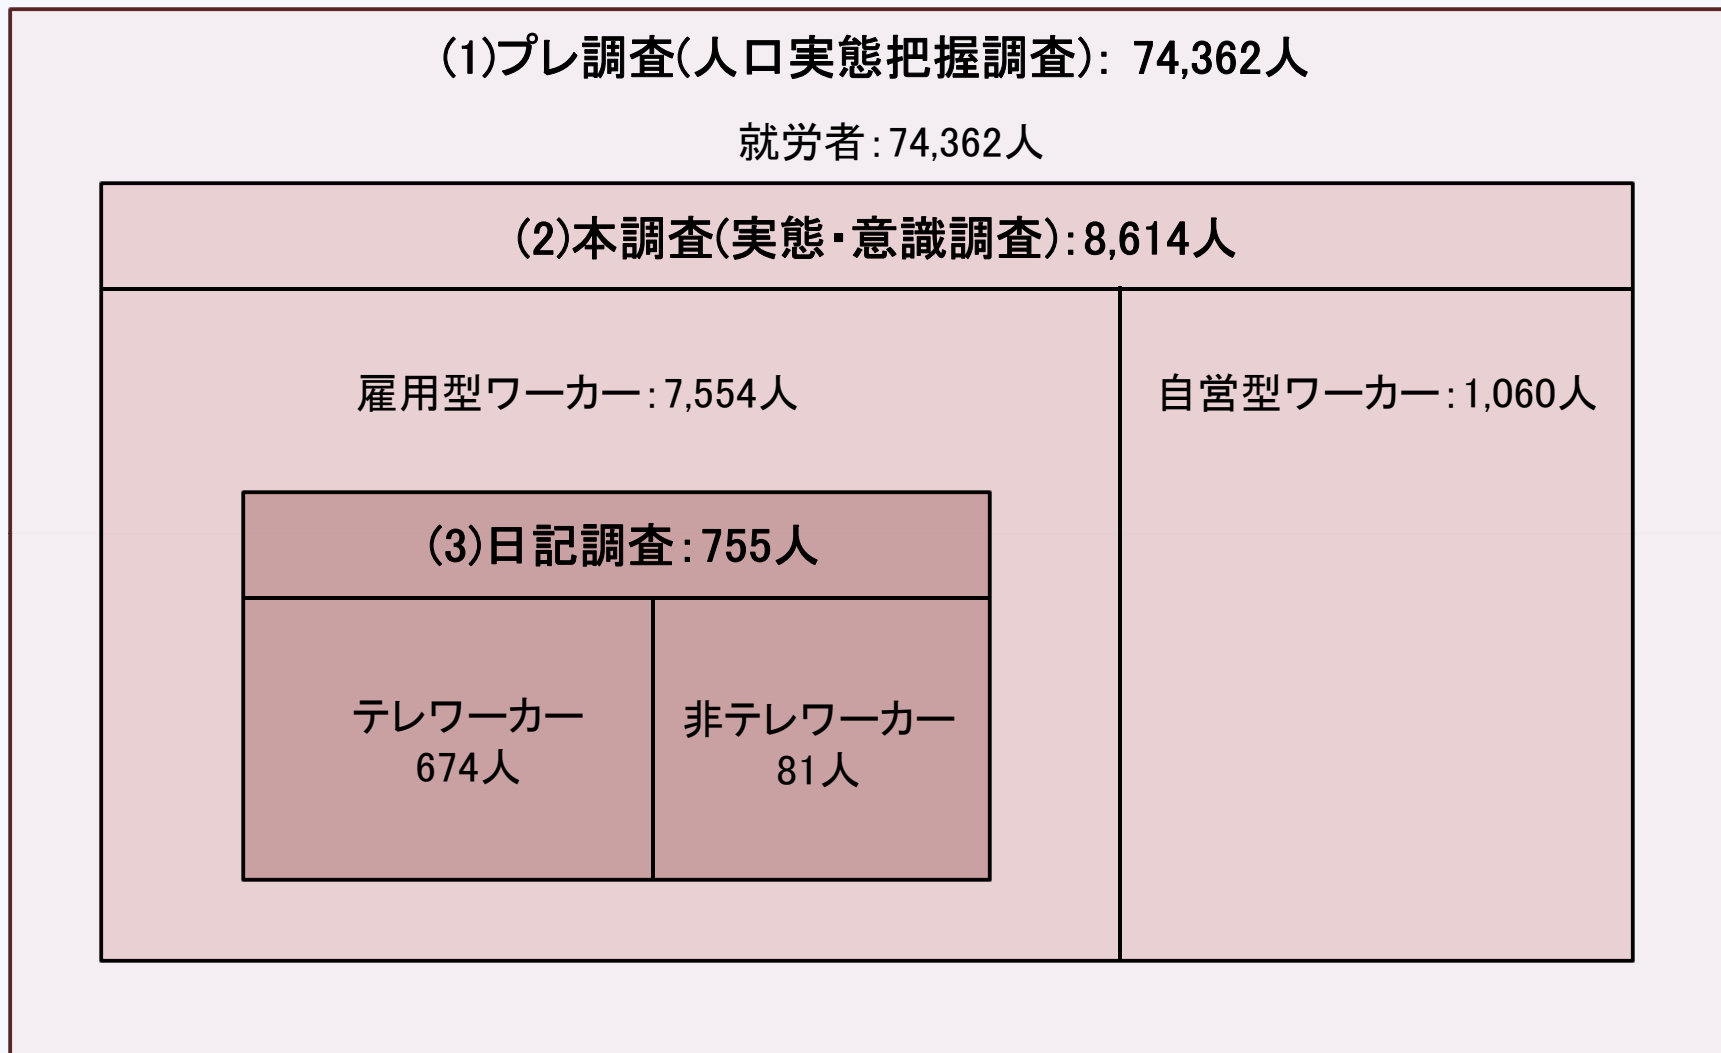 (1)プレ調査(人口実態把握調査): 74,362人
就労者:74,362人
(2)本調査(実態・意識調査):8,614人
雇用型ワーカー:7,554人
自営型ワーカー:1,060人
(3)日記調査:755人
テレワーカー
674人
非テレワーカー
81人